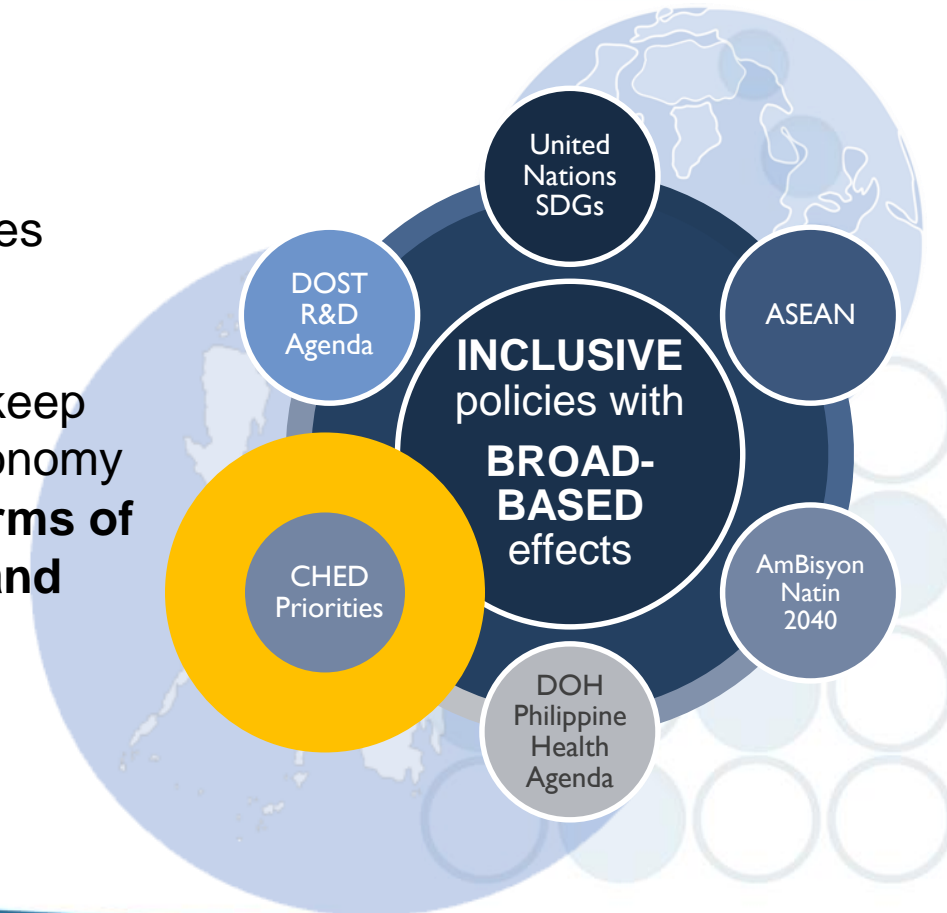 es
keep
onomy
rms of
and
United
Nations
SDGs
ASEAN
AmBisyon
Natin
2040
DOH
Philippine
Health
Agenda
CHED
Priorities
DOST
R&D
Agenda
INCLUSIVE
policies with
BROAD-
BASED
effects